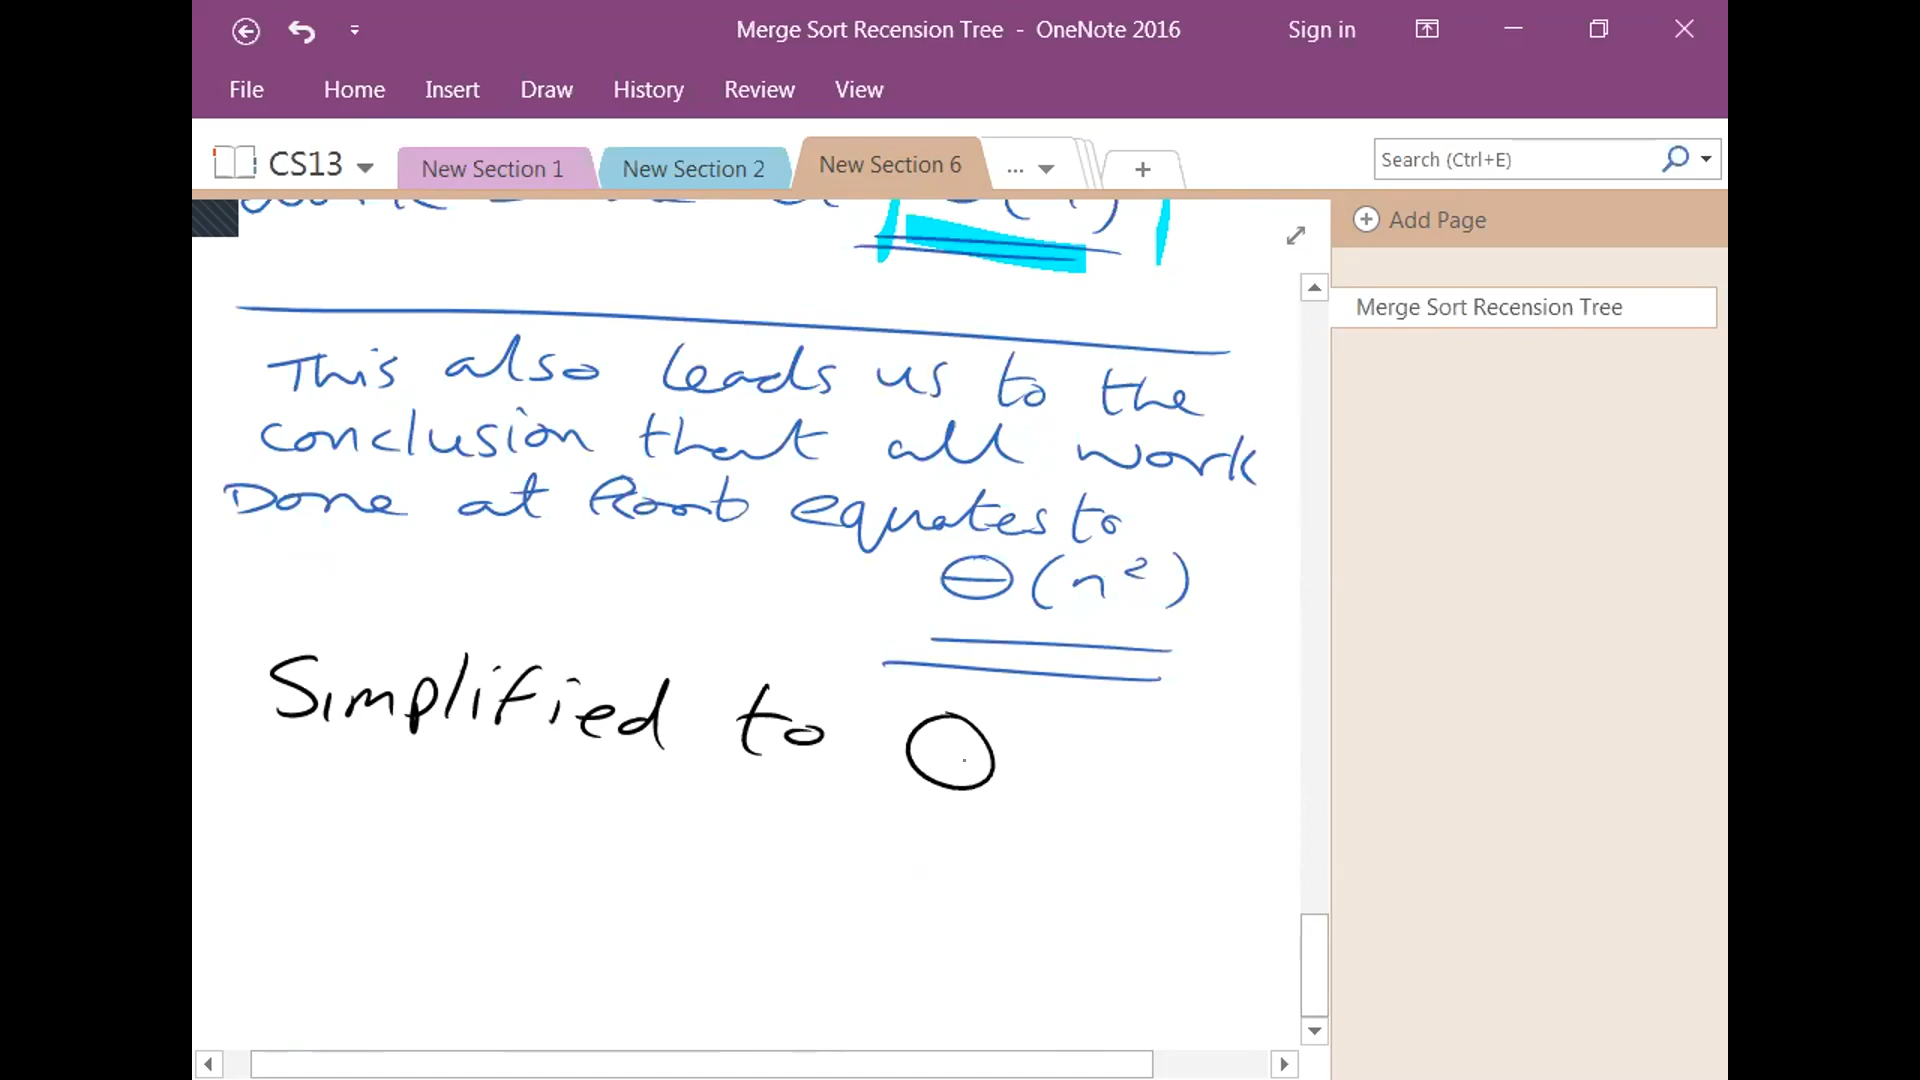 Merge Sort Recension Tree - OneNote 2016
Sign in
File Home Insert Draw History Review View
CS13
New Section 1
New Section 2
New Section 6
...
Search (Ctrl+E)
Add Page
Merge Sort Recension Tree
This also leads us to the
conclusion that all work
Done at Root equates to
Θ(n²)
Simplified to O